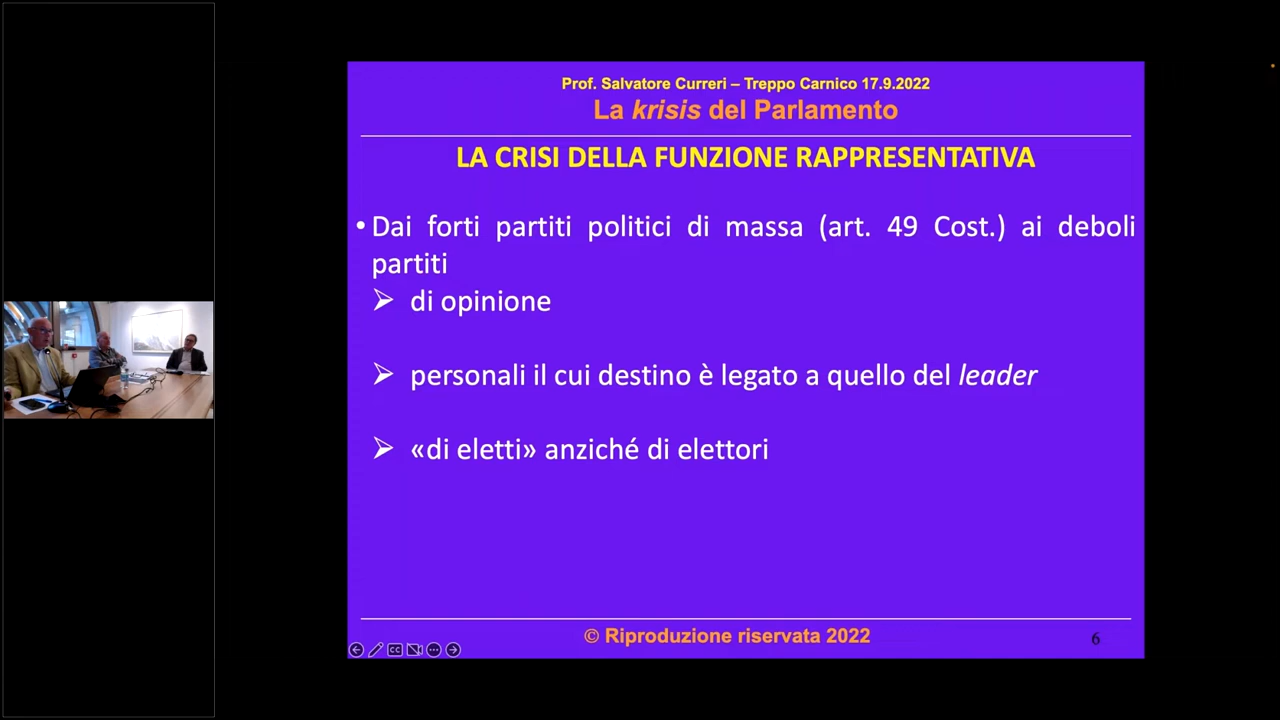 Prof. Salvatore Curreri – Treppo Carnico 17.9.2022
La krisis del Parlamento
LA CRISI DELLA FUNZIONE RAPPRESENTATIVA
• Dai forti partiti politici di massa (art. 49 Cost.) ai deboli
partiti
➢ di opinione
➢ personali il cui destino è legato a quello del leader
➢ «di eletti» anziché di elettori
© Riproduzione riservata 2022
6
CC